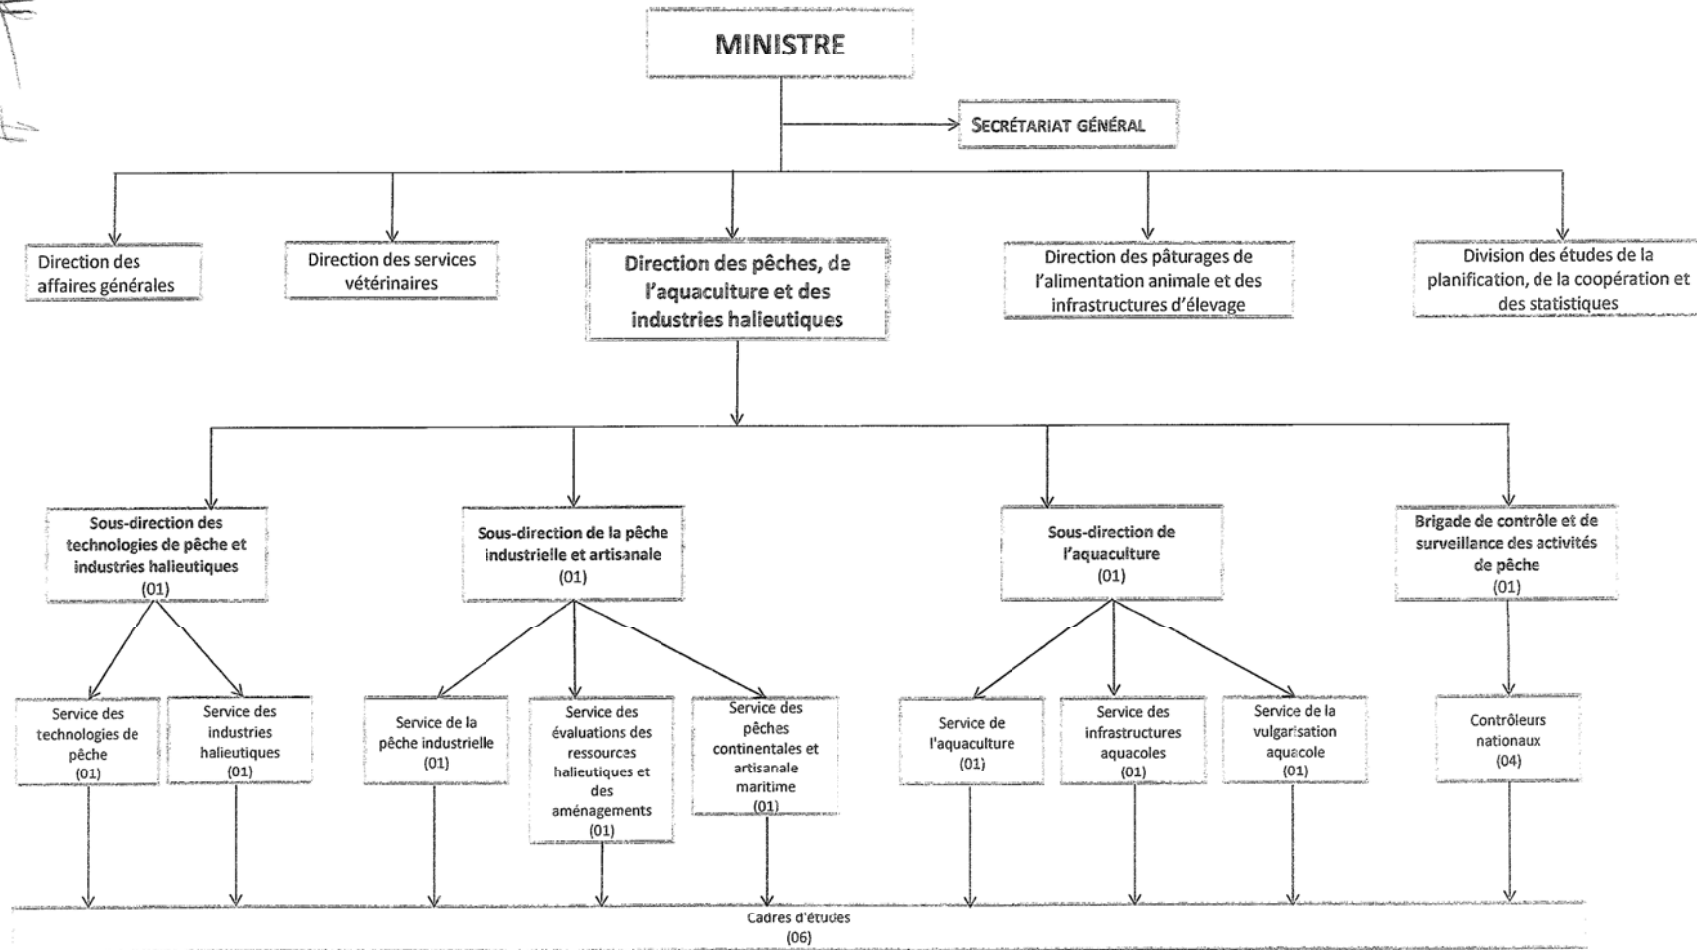 MINISTRE
SECRÉTARIAT GÉNÉRAL
Direction des
affaires générales
Direction des services
vétérinaires
Direction des pêches, de
l'aquaculture et des
industries halieutiques
Direction des pâturages de
l'alimentation animale et des
infrastructures d'élevage
Division des études de la
planification, de la coopération et
des statistiques
Sous-direction des
technologies de pêche et
industries halieutiques
(01)
Sous-direction de la pêche
industrielle et artisanale
(01)
Sous-direction de
l'aquaculture
(01)
Brigade de contrôle et de
surveillance des activités
de pêche
(01)
Service des
technologies de
pêche
(01)
Service des
industries
halieutiques
(01)
Service de la
pêche industrielle
(01)
Service des
évaluations des
ressources
halieutiques et
des
aménagements
(01)
Service des
pêches
continentales et
artisanale
maritime
(01)
Service de
l'aquaculture
(01)
Service des
infrastructures
aquacoles
(01)
Service de la
vulgarisation
aquacole
(01)
Contrôleurs
nationaux
(04)
Cadres d'études
(06)